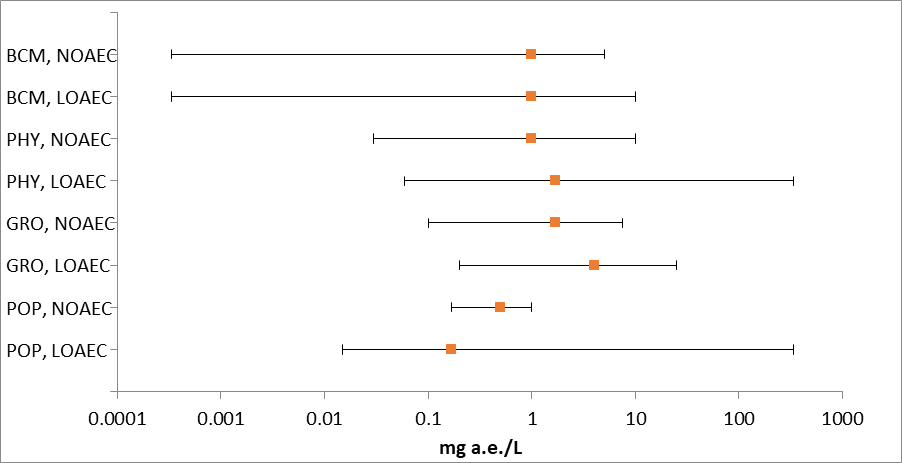 BCM, NOAEC
BCM, LOAEC
PHY, NOAEC
PHY, LOAEC
GRO, NOAEC
GRO, LOAEC
POP, NOAEC
POP, LOAEC
0.0001 0.001 0.01 0.1 1 10 100 1000
mg a.e./L